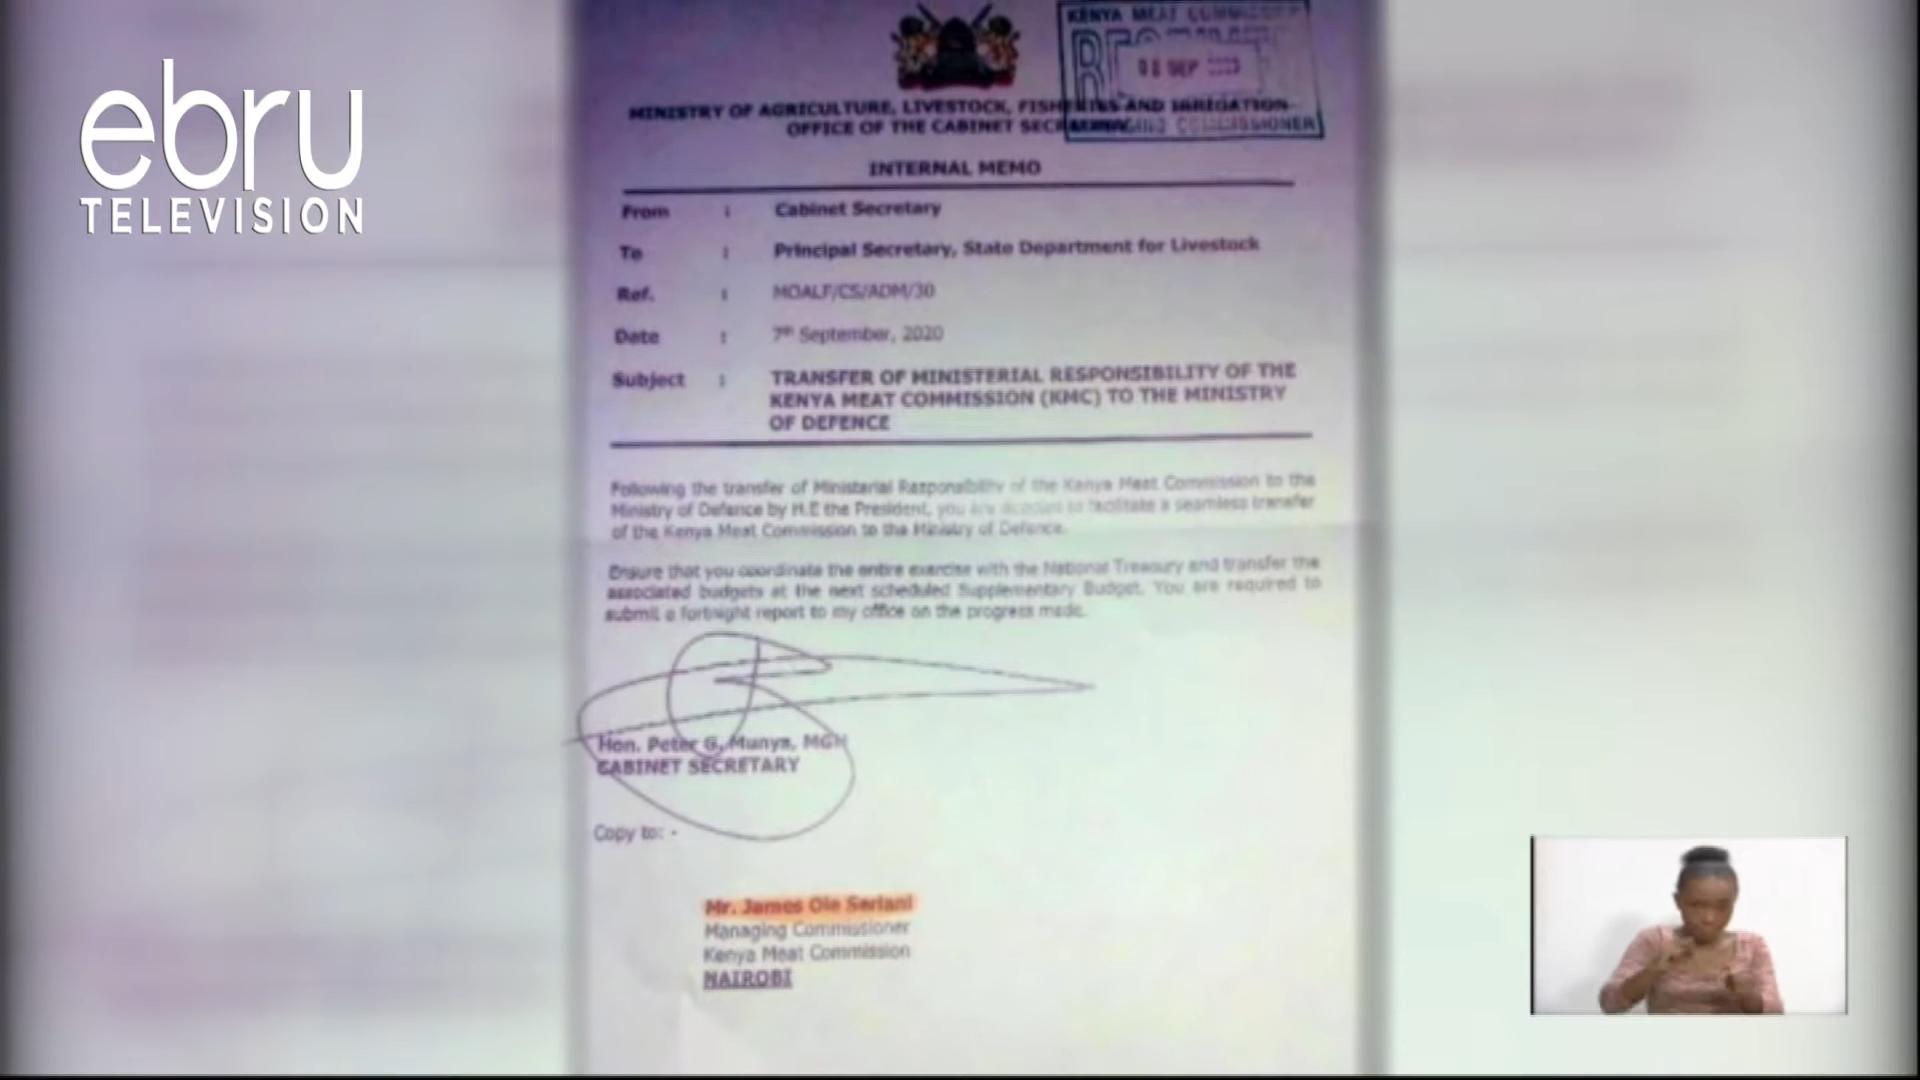 ebru
TELEVISION
KENYA MEAT COMMISSION
08 SEP
MINISTRY OF AGRICULTURE, LIVESTOCK, FISHERIES AND IRRIGATION
OFFICE OF THE CABINET SECRETARY
MANAGING COMMISSIONER
INTERNAL MEMO
From : Cabinet Secretary
To : Principal Secretary, State Department for Livestock
Ref. : MOALF/CS/ADM/30
Date : 7th September, 2020
Subject : TRANSFER OF MINISTERIAL RESPONSIBILITY OF THE
KENYA MEAT COMMISSION (KMC) TO THE MINISTRY
OF DEFENCE
Following the transfer of Ministerial Responsibility of the Kenya Meat Commission to the
Ministry of Defence by H.E the President, you are to facilitate a seamless transfer
of the Kenya Meat Commission to the Ministry of Defence.
Ensure that you coordinate the entire exercise with the National Treasury and transfer the
associated budgets at the next scheduled Supplementary Budget. You are required to
submit a fortnight report to my office on the progress made.
Hon. Peter G. Munya, MGH
CABINET SECRETARY
Copy to: -
Mr. James Ole Seriani
Managing Commissioner
Kenya Meat Commission
NAIROBI